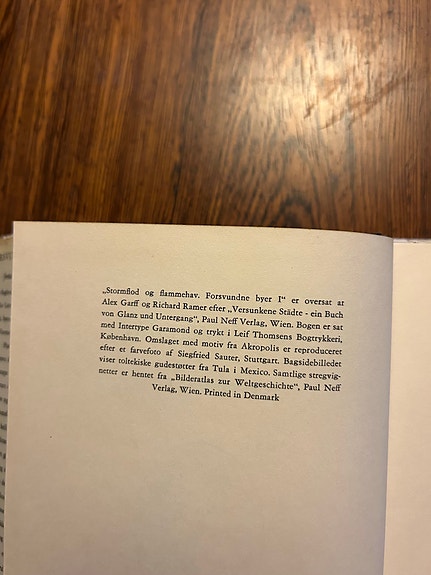 „Stormflod og flammehav. Forsvundne byer I“ er oversat af
Alex Garff og Richard Ramer efter „Versunkene Städte - ein Buch
von Glanz und Untergang“, Paul Neff Verlag, Wien. Bogen er sat
med Intertype Garamond og trykt i Leif Thomsens Bogtrykkeri,
København. Omslaget med motiv fra Akropolis er reproduceret
efter et farvefoto af Siegfried Sauter, Stuttgart. Bagsidebilledet
viser toltekiske gudestøtter fra Tula i Mexico. Samtlige stregvig-
netter er hentet fra „Bilderatlas zur Weltgeschichte“, Paul Neff
Verlag, Wien. Printed in Denmark